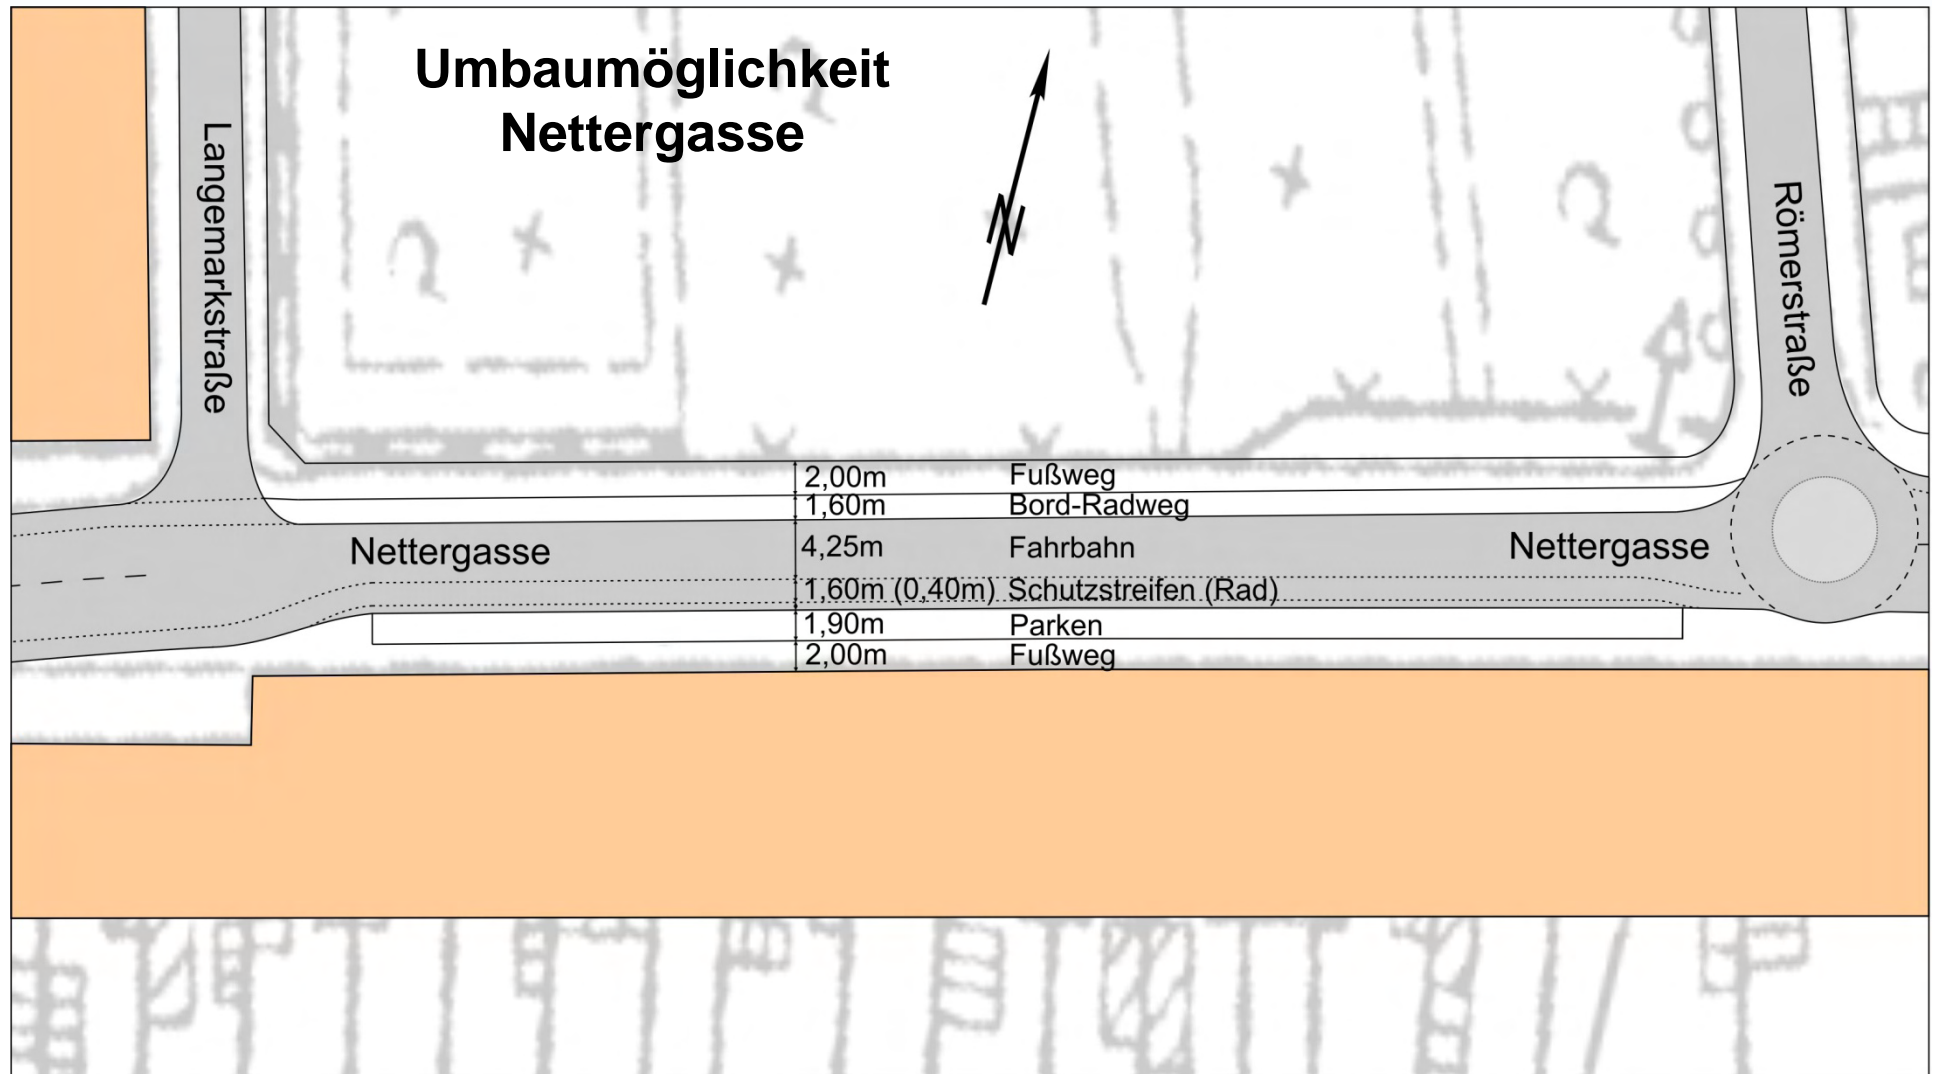 Umbaumöglichkeit
Nettergasse
Langemarkstraße
Römerstraße
N
2,00m Fußweg
1,60m Bord-Radweg
Nettergasse 4,25m Fahrbahn Nettergasse
1,60m (0,40m) Schutzstreifen (Rad)
1,90m Parken
2,00m Fußweg